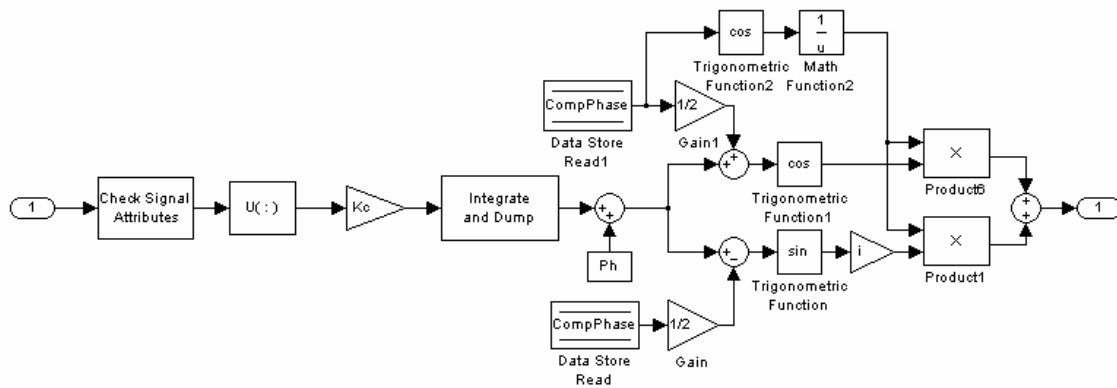 cos
1
u
Trigonometric
Function2
Math
Function2
CompPhase
1/2
Data Store
Read1
Gain1
+
+
cos
×
Product6
Trigonometric
Function1
1
Check Signal
Attributes
U( : )
Kc
Integrate
and Dump
+
+
Ph
+
−
sin
i
×
Product1
+
+
1
Trigonometric
Function
CompPhase
1/2
Data Store
Read
Gain